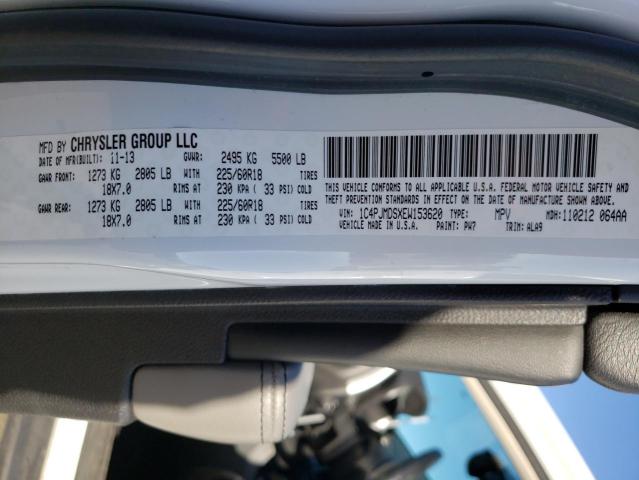 MFD BY CHRYSLER GROUP LLC
DATE OF MFR(BUILT): 11-13 GVWR: 2495 KG 5500 LB
GAWR FRONT: 1273 KG 2805 LB WITH 225/60R18 TIRES
18X7.0 RIMS AT 230 KPA ( 33 PSI) COLD
GAWR REAR: 1273 KG 2805 LB WITH 225/60R18 TIRES
18X7.0 RIMS AT 230 KPA ( 33 PSI) COLD
THIS VEHICLE CONFORMS TO ALL APPLICABLE U.S.A. FEDERAL MOTOR VEHICLE SAFETY AND
THEFT PREVENTION STANDARDS IN EFFECT ON THE DATE OF MANUFACTURE SHOWN ABOVE.
VIN: 1C4PJMDSXEW153620 TYPE: MPV MDH:110212 064AA
VEHICLE MADE IN U.S.A. PAINT: PW7 TRIM: ALA9